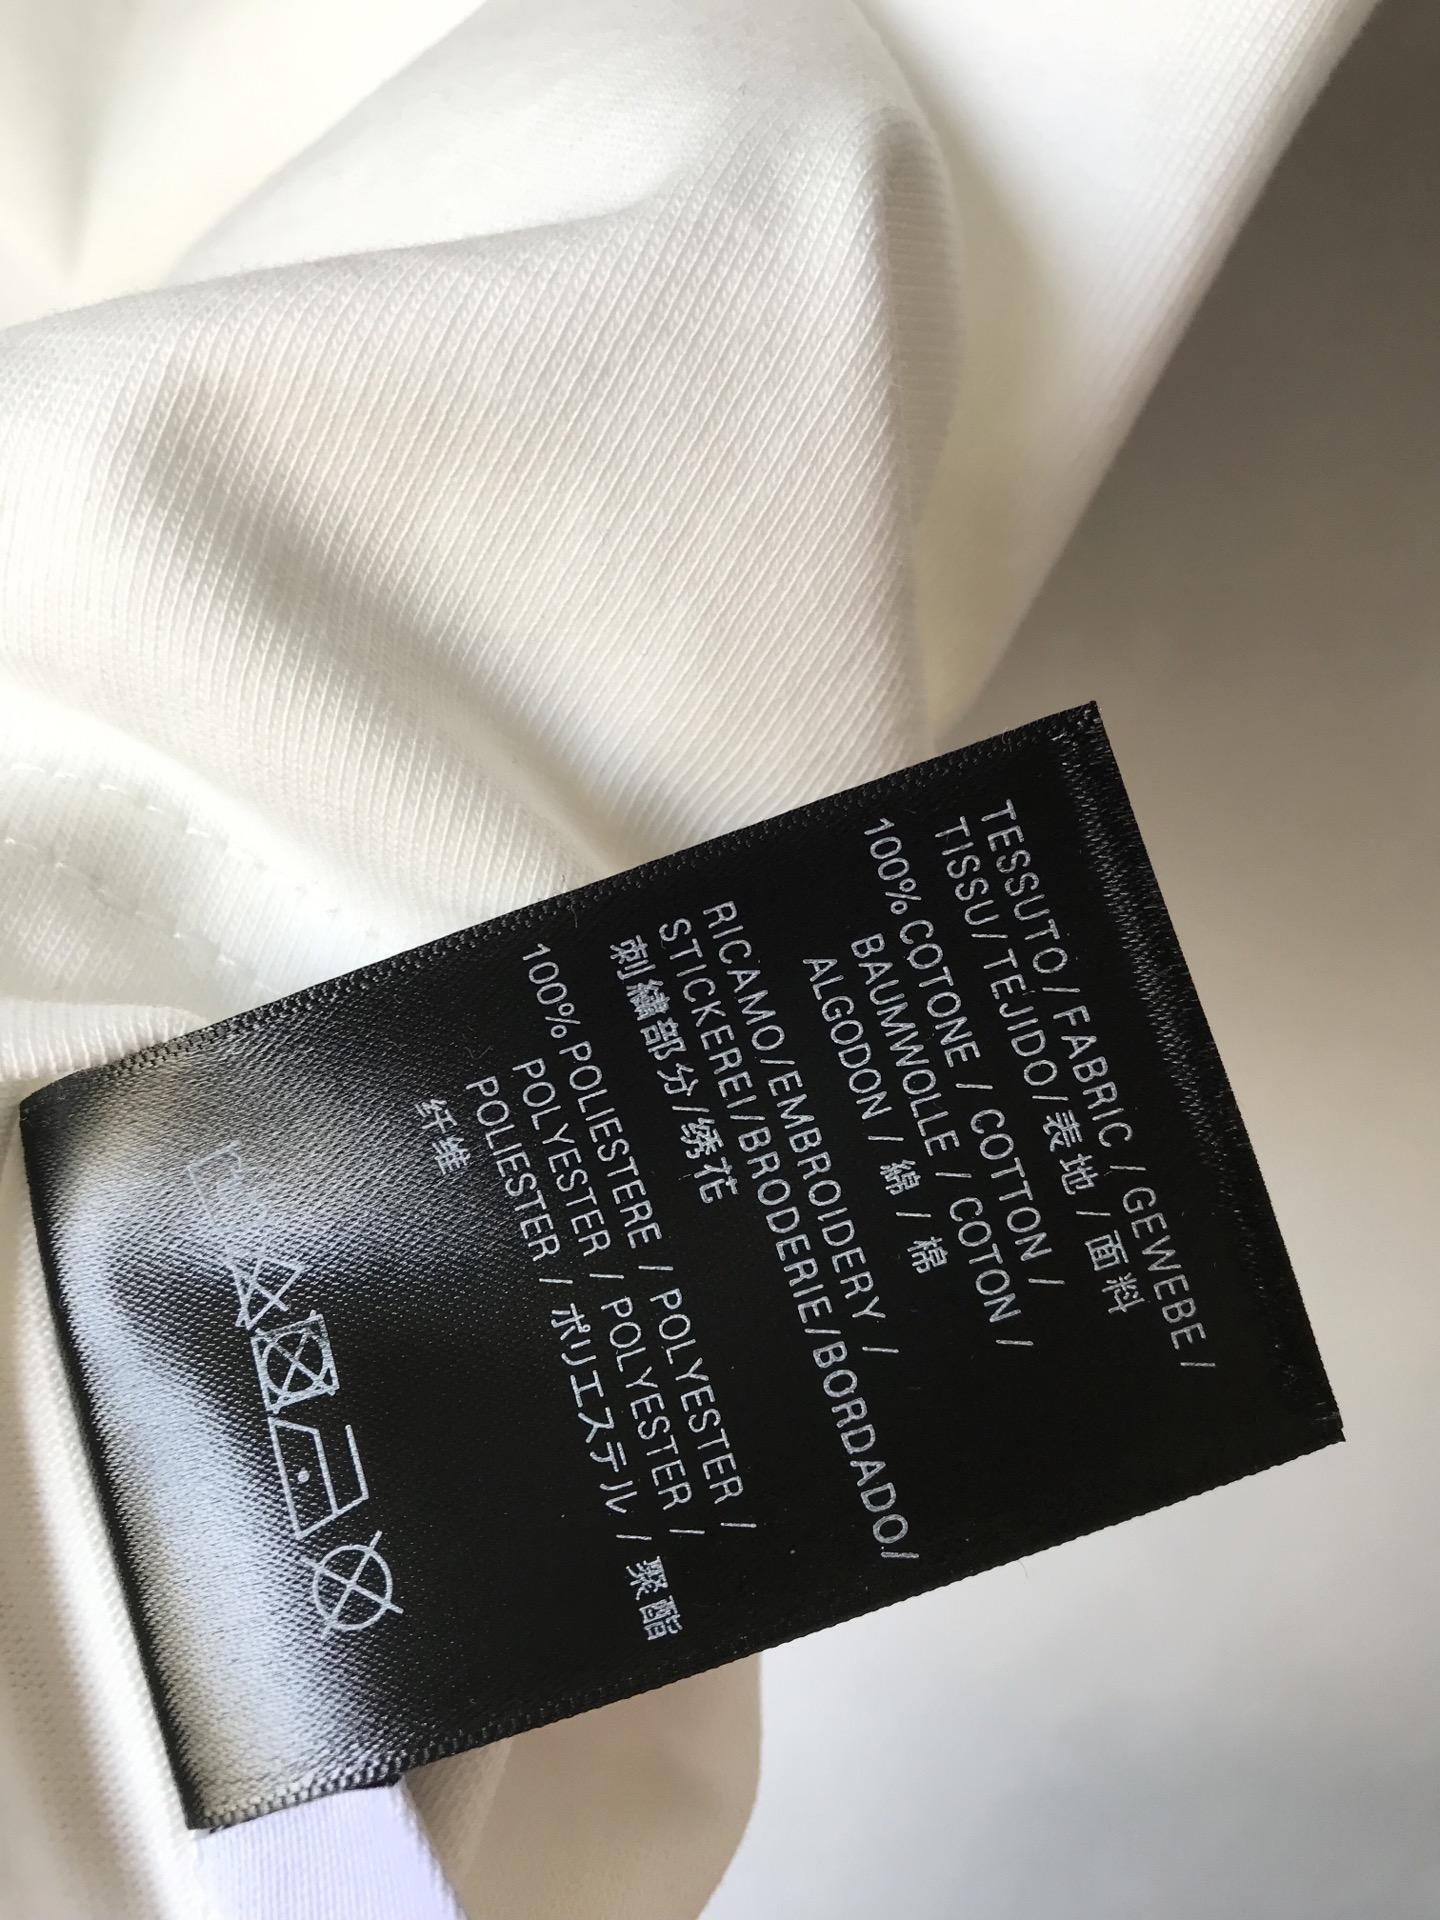 TESSUTO / FABRIC / GEWEBE /
TISSU / TEJIDO / 表地 / 面料
100% COTONE / COTTON /
BAUMWOLLE / COTON /
ALGODON / 綿 / 棉
RICAMO/EMBROIDERY /
STICKEREI/BRODERIE/BORDADO/
刺繍部分/绣花
100% POLIESTERE / POLYESTER /
POLYESTER / POLYESTER /
POLIESTER / ポリエステル / 聚酯
纤维